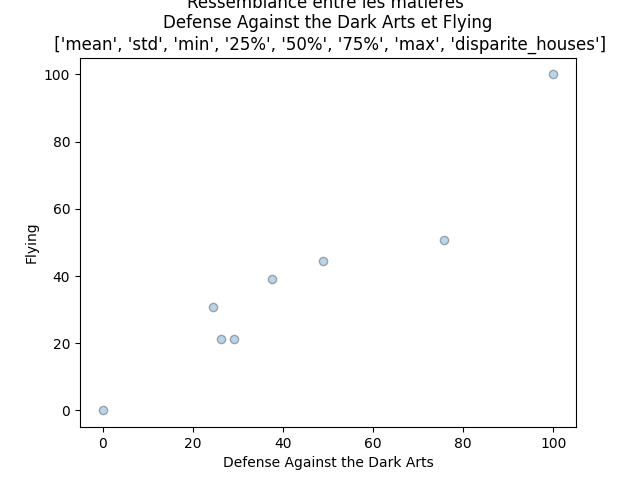 Ressemblance entre les matières
Defense Against the Dark Arts et Flying
['mean', 'std', 'min', '25%', '50%', '75%', 'max', 'disparite_houses']
100
80
60
40
20
0
Flying
0 20 40 60 80 100
Defense Against the Dark Arts